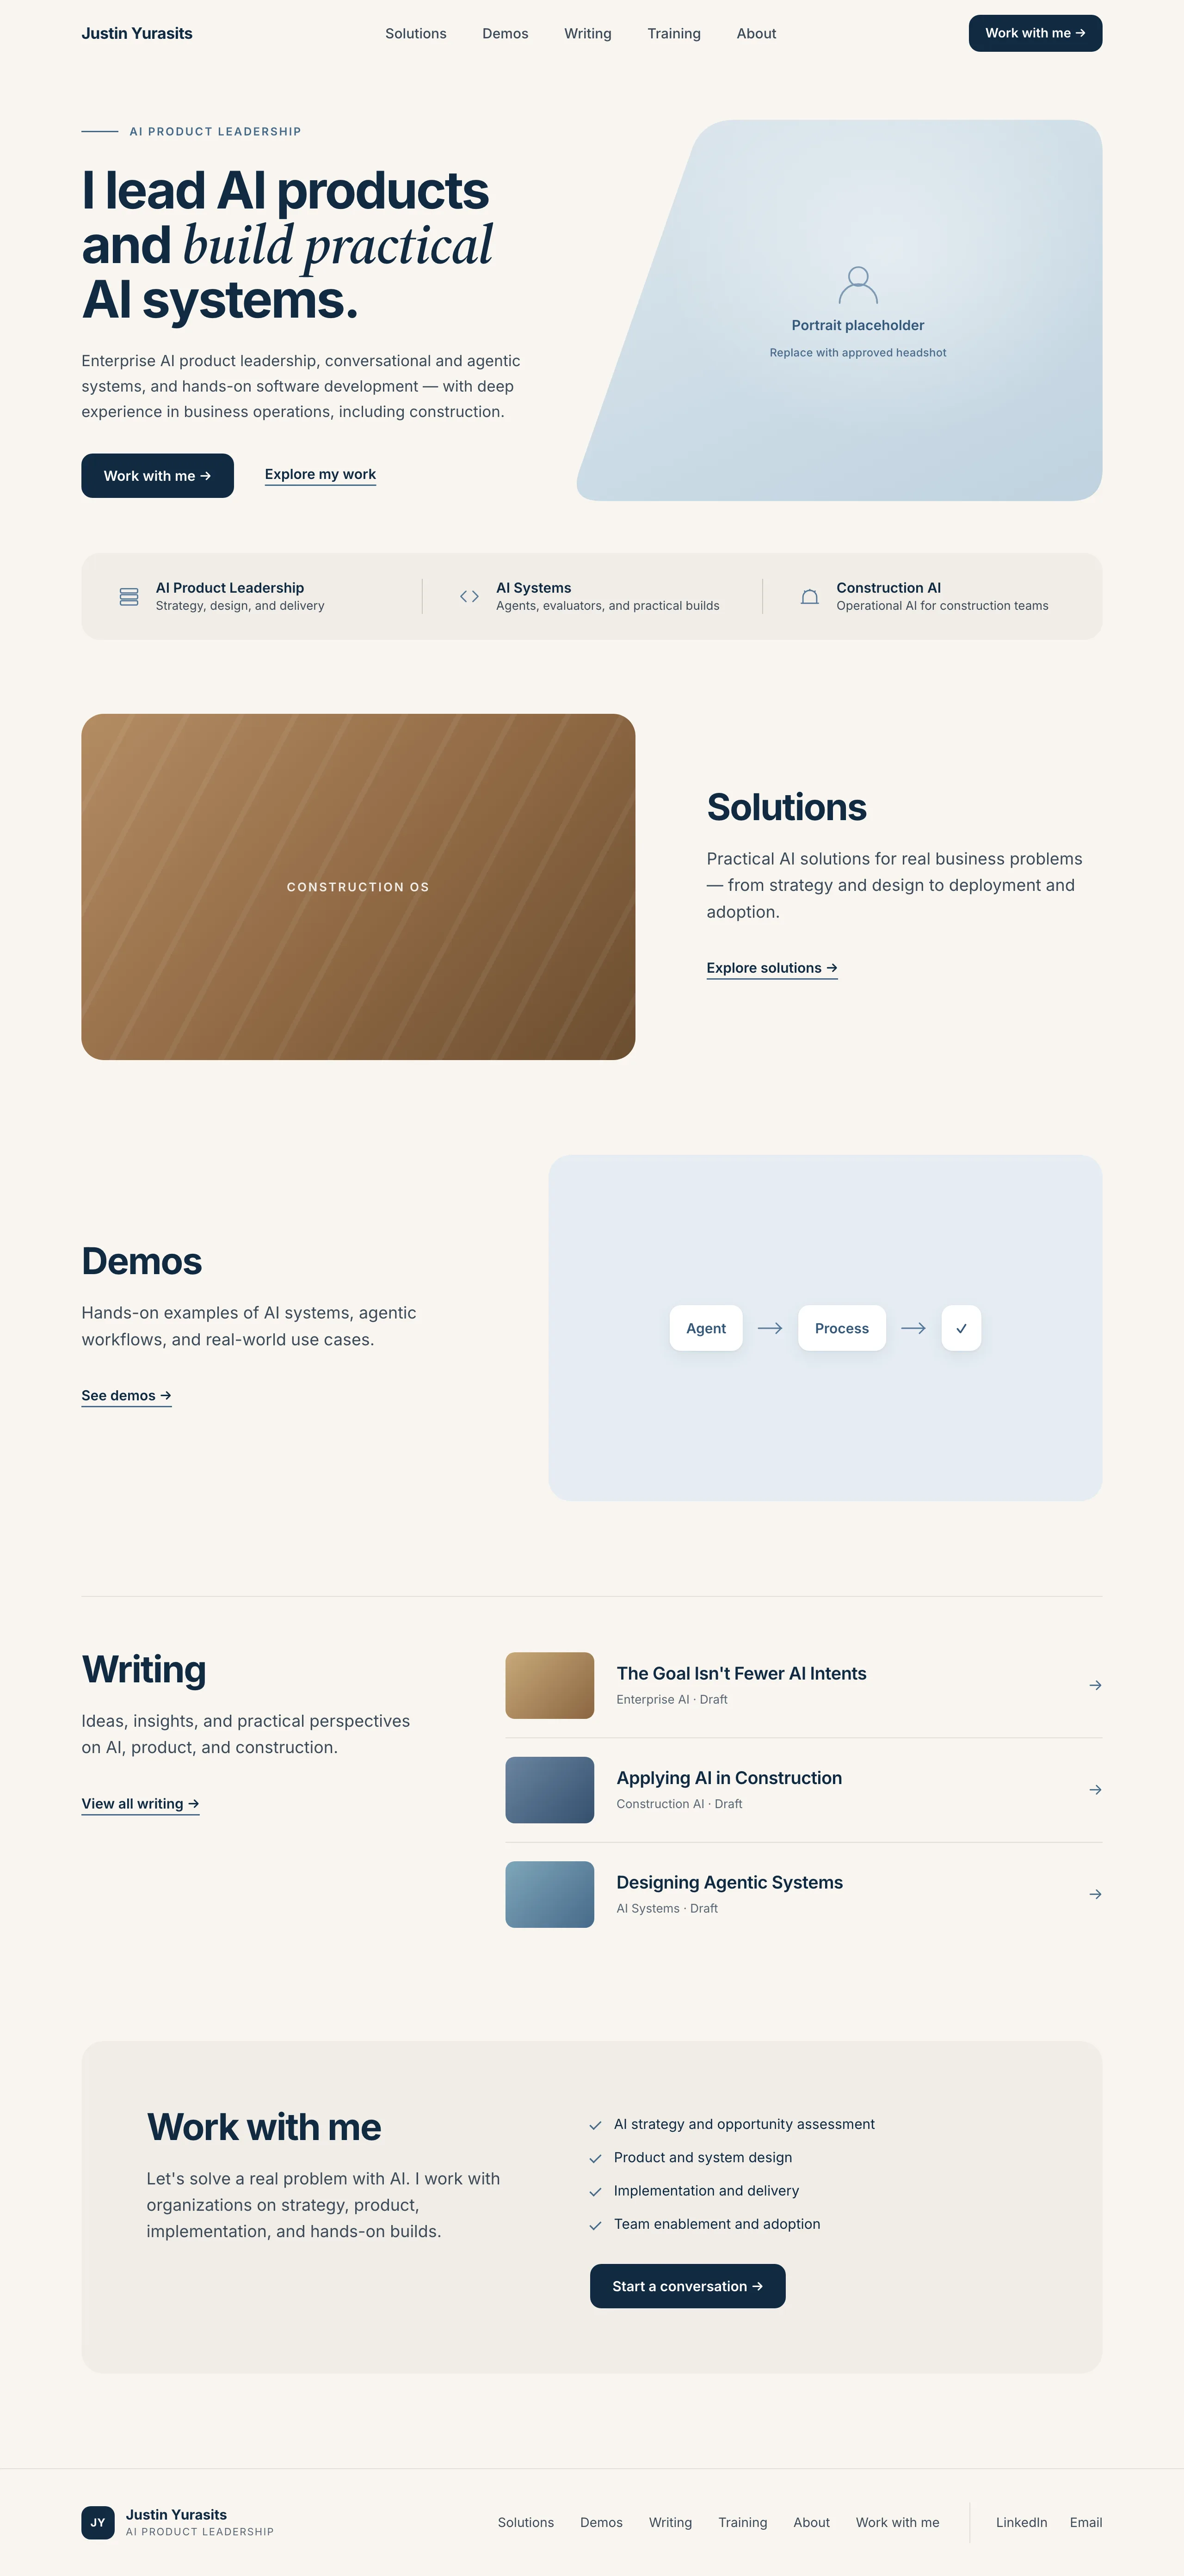 Justin Yurasits
Solutions
Demos
Writing
Training
About
Work with me →
AI PRODUCT LEADERSHIP
I lead AI products
and build practical
AI systems.
Enterprise AI product leadership, conversational and agentic
systems, and hands-on software development — with deep
experience in business operations, including construction.
Work with me →
Explore my work
Portrait placeholder
Replace with approved headshot
AI Product Leadership
Strategy, design, and delivery
AI Systems
Agents, evaluators, and practical builds
Construction AI
Operational AI for construction teams
CONSTRUCTION OS
Solutions
Practical AI solutions for real business problems
— from strategy and design to deployment and
adoption.
Explore solutions →
Demos
Hands-on examples of AI systems, agentic
workflows, and real-world use cases.
See demos →
Agent
Process
Writing
Ideas, insights, and practical perspectives
on AI, product, and construction.
View all writing →
The Goal Isn't Fewer AI Intents
Enterprise AI · Draft
→
Applying AI in Construction
Construction AI · Draft
→
Designing Agentic Systems
AI Systems · Draft
→
Work with me
Let's solve a real problem with AI. I work with
organizations on strategy, product,
implementation, and hands-on builds.
AI strategy and opportunity assessment
Product and system design
Implementation and delivery
Team enablement and adoption
Start a conversation →
JY
Justin Yurasits
AI PRODUCT LEADERSHIP
Solutions
Demos
Writing
Training
About
Work with me
LinkedIn
Email